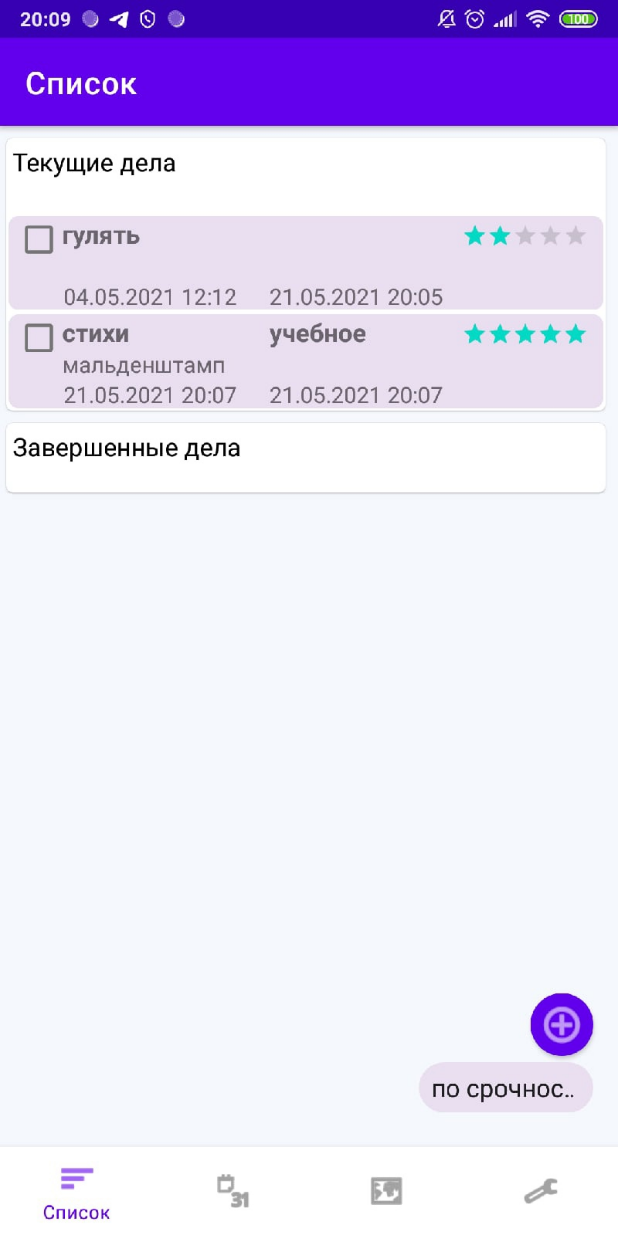 20:09
100
Список
Текущие дела
гулять
04.05.2021 12:12 21.05.2021 20:05
стихи учебное
мальденштамп
21.05.2021 20:07 21.05.2021 20:07
Завершенные дела
по срочнос..
31
Список